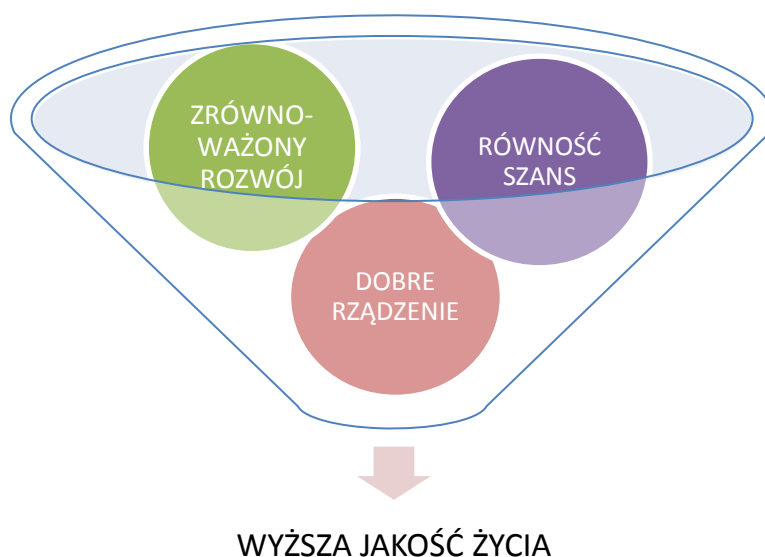 ZRÓWNO-
WAŻONY
ROZWÓJ
RÓWNOŚĆ
SZANS
DOBRE
RZĄDZENIE
WYŻSZA JAKOŚĆ ŻYCIA